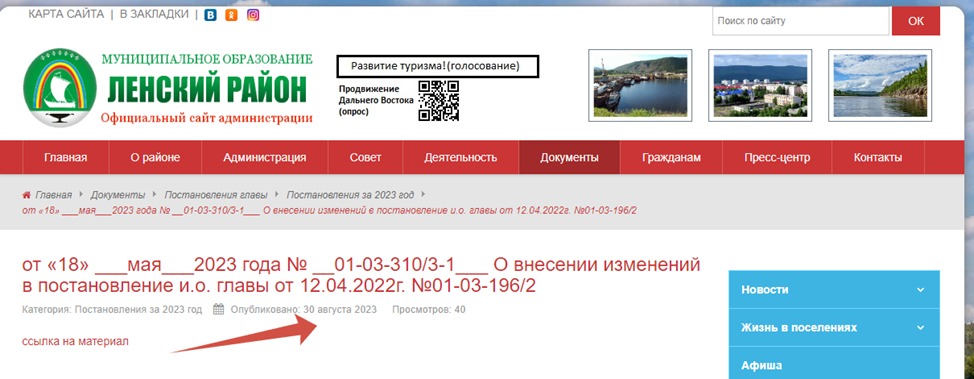 КАРТА САЙТА | В ЗАКЛАДКИ |
Поиск по сайту
OK
МУНИЦИПАЛЬНОЕ ОБРАЗОВАНИЕ
ЛЕНСКИЙ РАЙОН
Официальный сайт администрации
Развитие туризма!(голосование)
Продвижение
Дальнего Востока
(опрос)
Главная О районе Администрация Совет Деятельность Документы Гражданам Пресс-центр Контакты
Главная Документы Постановления главы Постановления за 2023 год
от «18» ___мая___2023 года № __01-03-310/3-1___ О внесении изменений в постановление и.о. главы от 12.04.2022г. №01-03-196/2
от «18» ___мая___2023 года № __01-03-310/3-1___ О внесении изменений
в постановление и.о. главы от 12.04.2022г. №01-03-196/2
Категория: Постановления за 2023 год Опубликовано: 30 августа 2023 Просмотров: 40
ссылка на материал
Новости
Жизнь в поселениях
Афиша